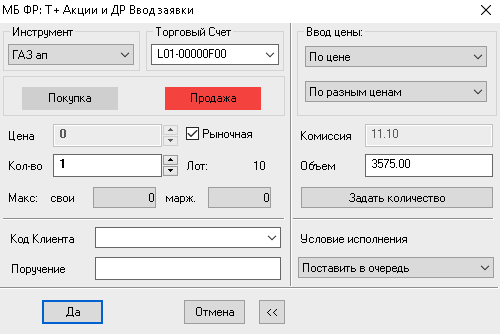 МБ ФР: Т+ Акции и ДР Ввод заявки
Инструмент
ГАЗ ап
Торговый Счет
L01-00000F00
Ввод цены:
По цене
По разным ценам
Покупка
Продажа
Цена
0
Рыночная
Кол-во
1
Лот:
10
Макс:
свои
0
марж.
0
Комиссия
11.10
Объем
3575.00
Задать количество
Код Клиента
Поручение
Условие исполнения
Поставить в очередь
Да
Отмена
<<